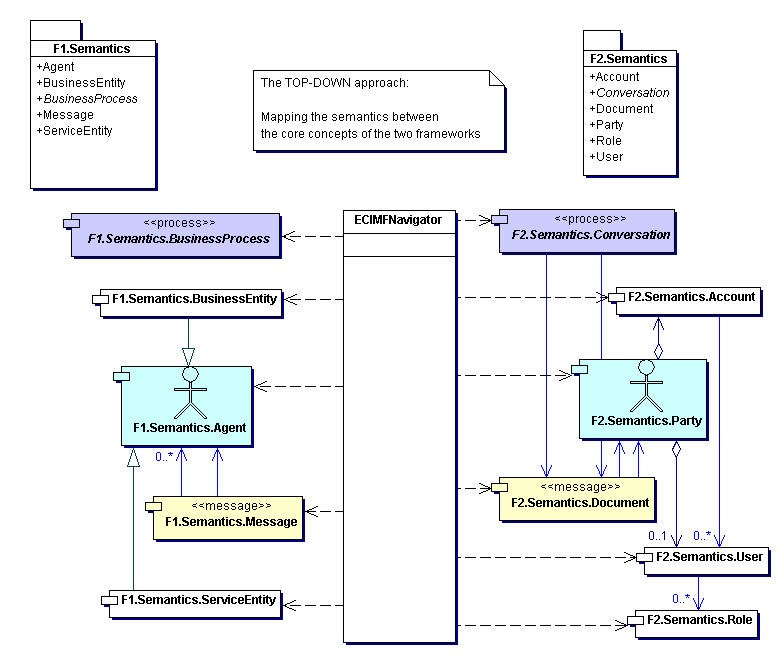 F1.Semantics
+Agent
+BusinessEntity
+BusinessProcess
+Message
+ServiceEntity
The TOP-DOWN approach:
Mapping the semantics between
the core concepts of the two frameworks
F2.Semantics
+Account
+Conversation
+Document
+Party
+Role
+User
<<process>>
F1.Semantics.BusinessProcess
ECIMFNavigator
<<process>>
F2.Semantics.Conversation
F1.Semantics.BusinessEntity
F2.Semantics.Account
F1.Semantics.Agent
F2.Semantics.Party
0..*
<<message>>
F1.Semantics.Message
<<message>>
F2.Semantics.Document
0..1
0..*
F2.Semantics.User
F1.Semantics.ServiceEntity
0..*
F2.Semantics.Role